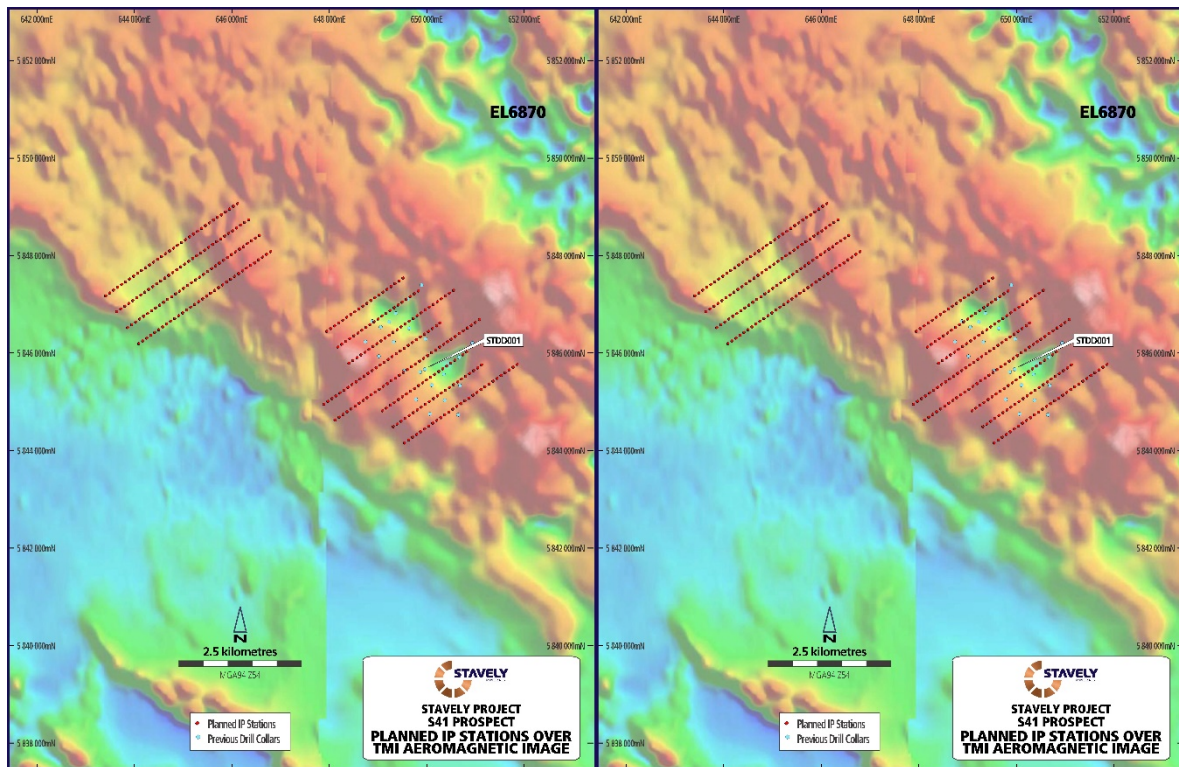 642 000mE 644 000mE 646 000mE 648 000mE 650 000mE 652 000mE
5 852 000mN
EL6870
5 850 000mN
5 848 000mN
5 846 000mN
STDD001
5 844 000mN
5 842 000mN
5 840 000mN
5 838 000mN
N
2.5 kilometres
MGA94 Z54
Planned IP Stations
Previous Drill Collars
STAVELY
STAVELY PROJECT
S41 PROSPECT
PLANNED IP STATIONS OVER
TMI AEROMAGNETIC IMAGE
642 000mE 644 000mE 646 000mE 648 000mE 650 000mE 652 000mE
5 852 000mN
EL6870
5 850 000mN
5 848 000mN
5 846 000mN
STDD001
5 844 000mN
5 842 000mN
5 840 000mN
5 838 000mN
N
2.5 kilometres
MGA94 Z54
Planned IP Stations
Previous Drill Collars
STAVELY
STAVELY PROJECT
S41 PROSPECT
PLANNED IP STATIONS OVER
TMI AEROMAGNETIC IMAGE